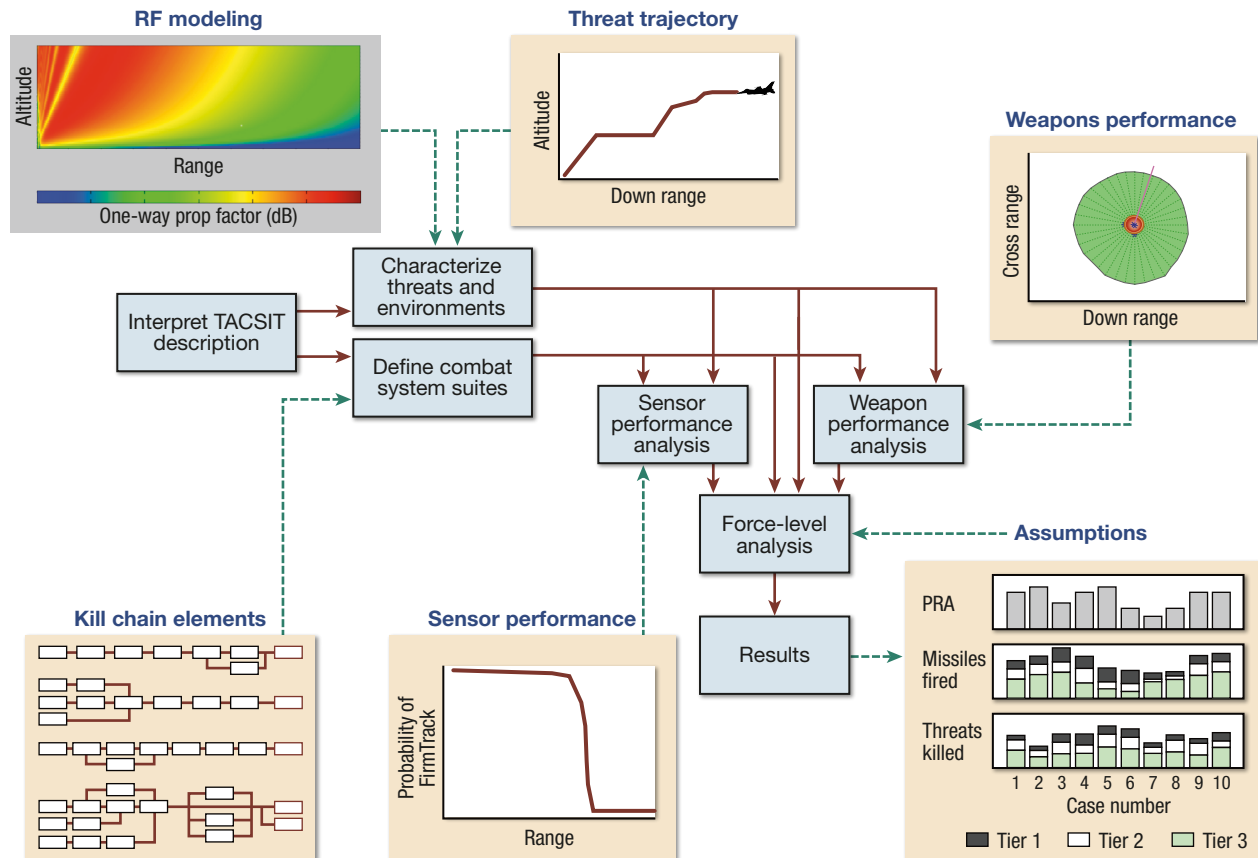 RF modeling
Altitude
Range
One-way prop factor (dB)
Threat trajectory
Altitude
Down range
Weapons performance
Cross range
Down range
Interpret TACSIT
description
Characterize
threats and
environments
Define combat
system suites
Sensor
performance
analysis
Weapon
performance
analysis
Force-level
analysis
Results
Assumptions
Kill chain elements
Sensor performance
Probability of
FirmTrack
Range
PRA
Missiles
fired
Threats
killed
1 2 3 4 5 6 7 8 9 10
Case number
Tier 1 Tier 2 Tier 3